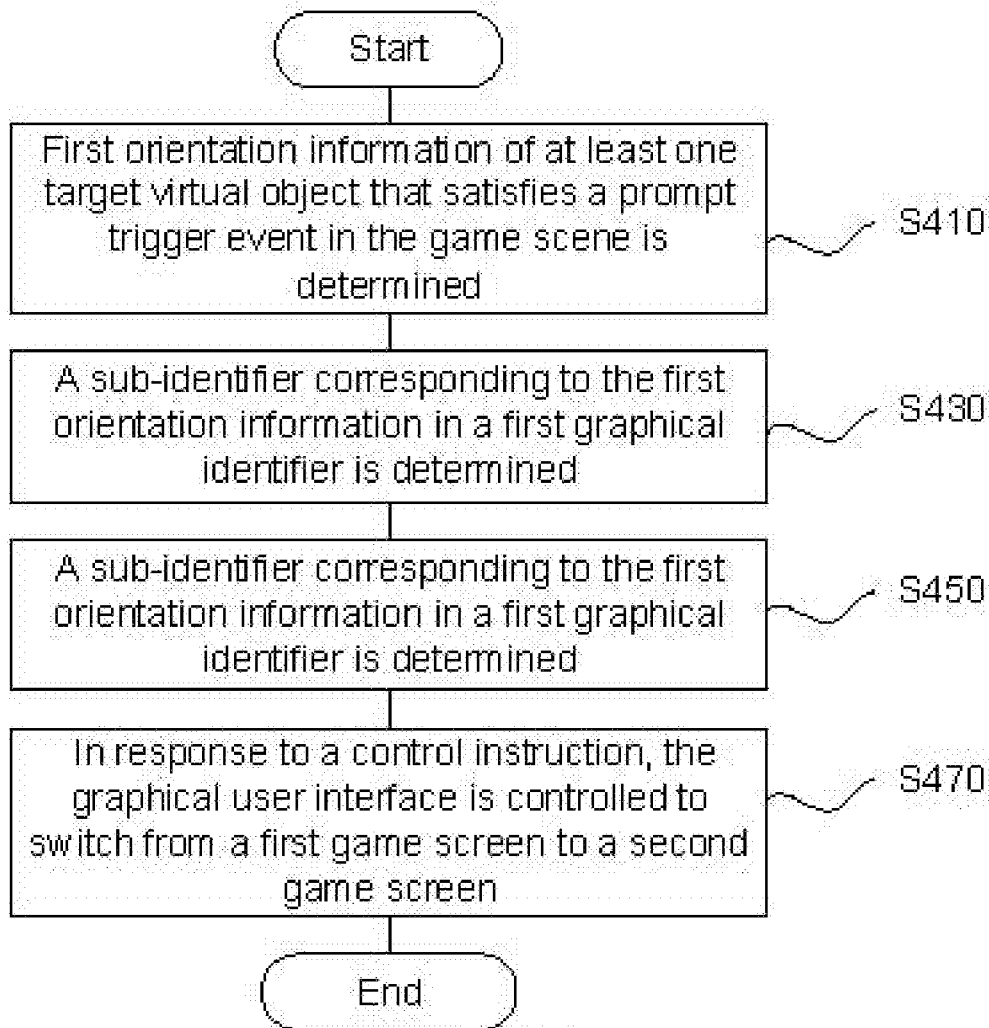 Start
First orientation information of at least one
target virtual object that satisfies a prompt
trigger event in the game scene is
determined
S410
A sub-identifier corresponding to the first
orientation information in a first graphical
identifier is determined
S430
A sub-identifier corresponding to the first
orientation information in a first graphical
identifier is determined
S450
In response to a control instruction, the
graphical user interface is controlled to
switch from a first game screen to a second
game screen
S470
End